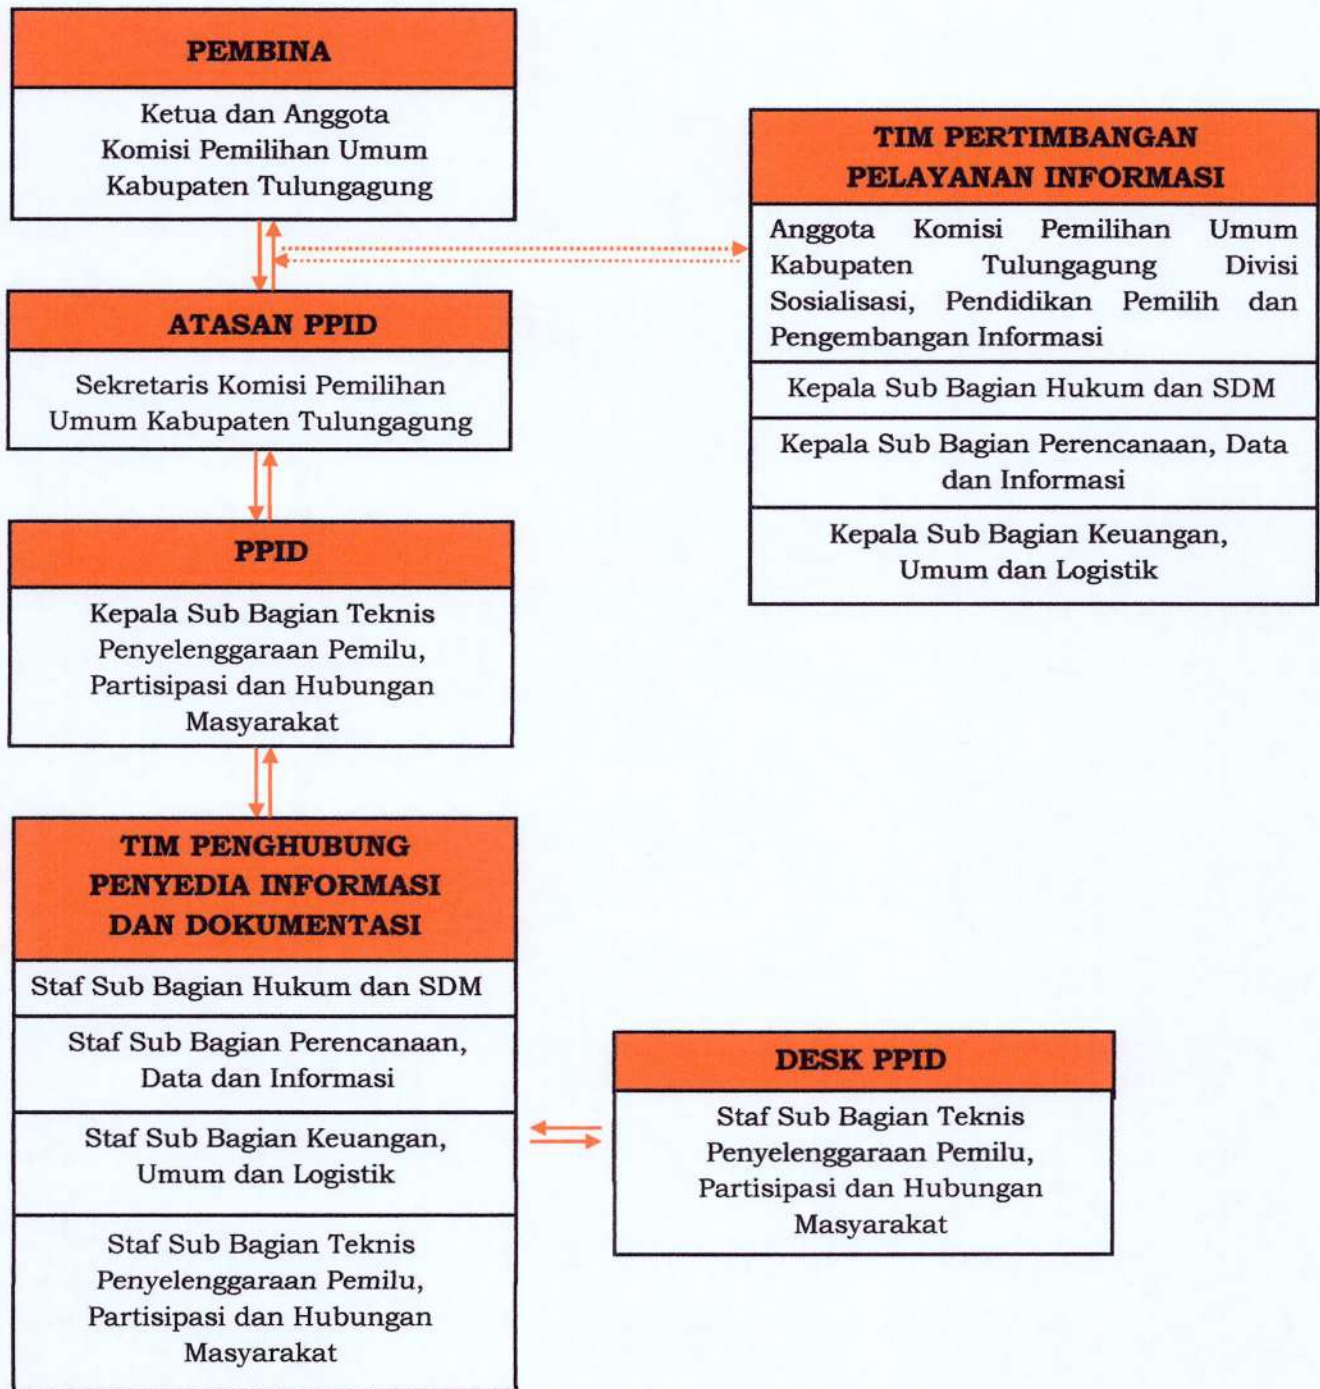 PEMBINA
Ketua dan Anggota
Komisi Pemilihan Umum
Kabupaten Tulungagung
TIM PERTIMBANGAN
PELAYANAN INFORMASI
Anggota Komisi Pemilihan Umum
Kabupaten Tulungagung Divisi
Sosialisasi, Pendidikan Pemilih dan
Pengembangan Informasi
Kepala Sub Bagian Hukum dan SDM
Kepala Sub Bagian Perencanaan, Data
dan Informasi
Kepala Sub Bagian Keuangan,
Umum dan Logistik
ATASAN PPID
Sekretaris Komisi Pemilihan
Umum Kabupaten Tulungagung
PPID
Kepala Sub Bagian Teknis
Penyelenggaraan Pemilu,
Partisipasi dan Hubungan
Masyarakat
TIM PENGHUBUNG
PENYEDIA INFORMASI
DAN DOKUMENTASI
Staf Sub Bagian Hukum dan SDM
Staf Sub Bagian Perencanaan,
Data dan Informasi
Staf Sub Bagian Keuangan,
Umum dan Logistik
Staf Sub Bagian Teknis
Penyelenggaraan Pemilu,
Partisipasi dan Hubungan
Masyarakat
DESK PPID
Staf Sub Bagian Teknis
Penyelenggaraan Pemilu,
Partisipasi dan Hubungan
Masyarakat